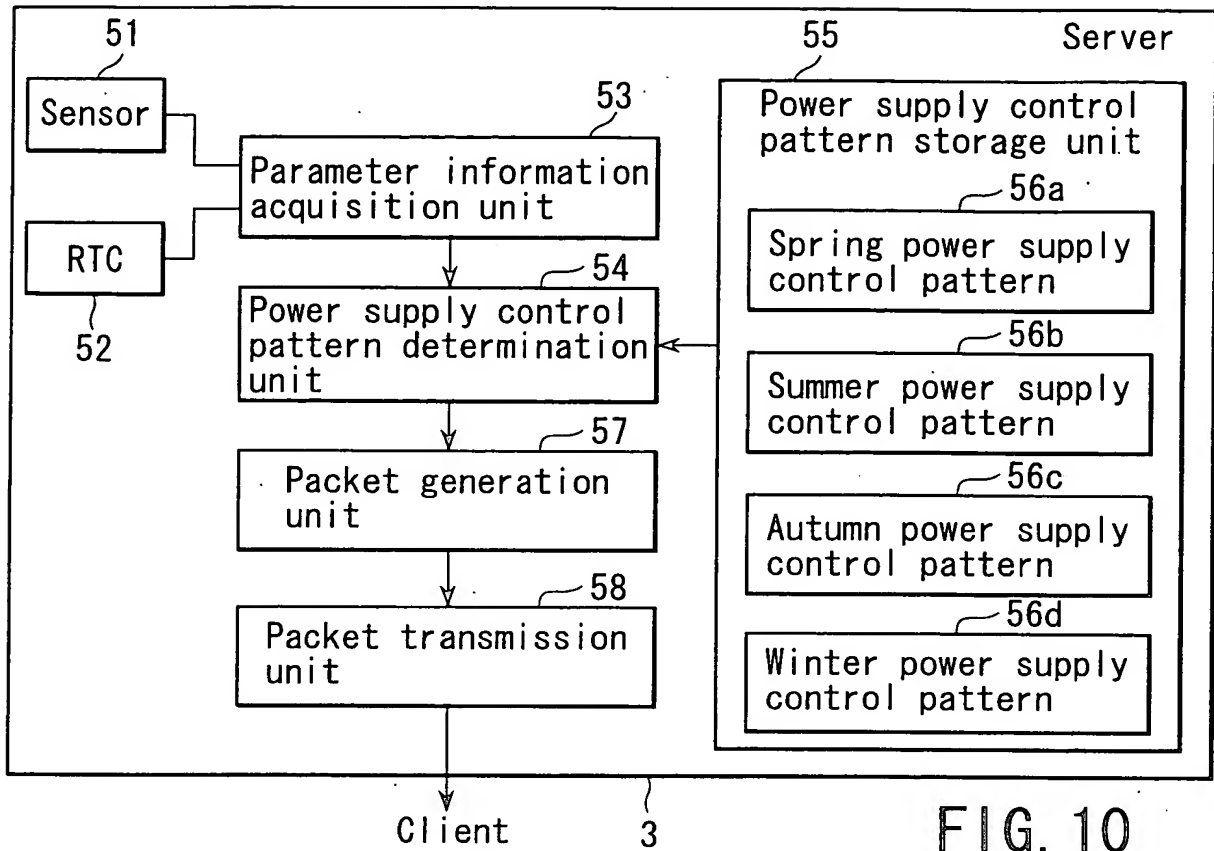 51
Sensor
RTC
52
53
Parameter information
acquisition unit
54
Power supply control
pattern determination
unit
57
Packet generation
unit
58
Packet transmission
unit
55
Server
Power supply control
pattern storage unit
56a
Spring power supply
control pattern
56b
Summer power supply
control pattern
56c
Autumn power supply
control pattern
56d
Winter power supply
control pattern
Client
3
FIG. 10